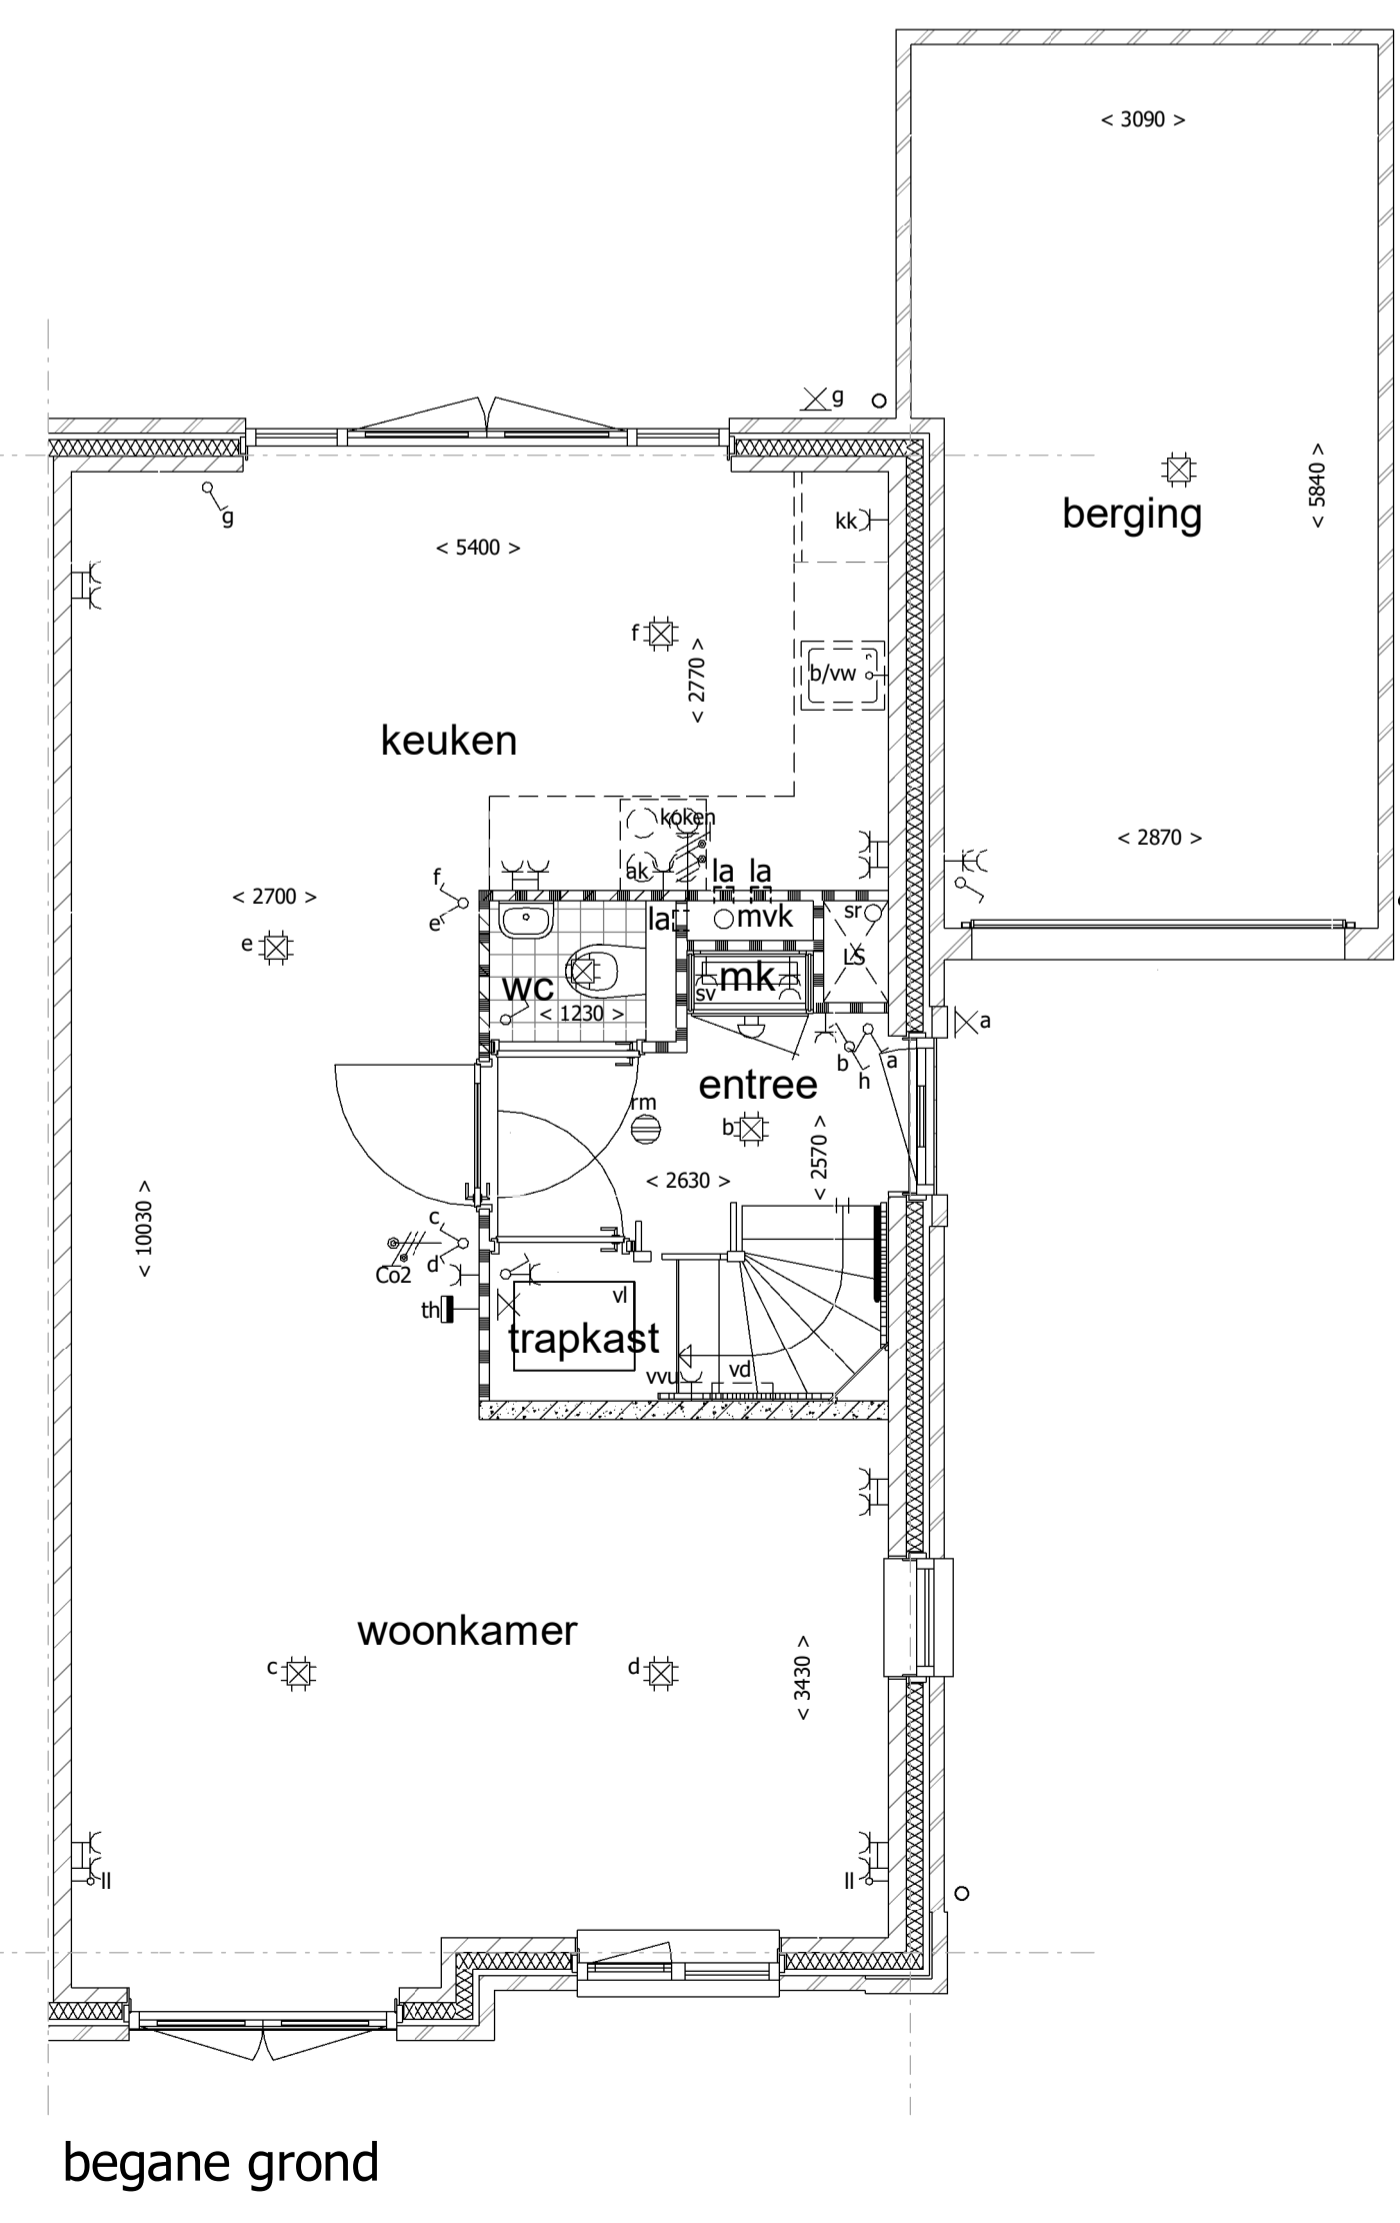 < 3090 >
g
< 5840 >
berging
g
kk
< 5400 >
f
< 2770 >
b/vw
keuken
koken
< 2870 >
ak
la
la
f
< 2700 >
e
la
mvk
sr
e
LS
wc
mk
sv
< 1230 >
a
b
a
h
entree
rm
b
< 2570 >
< 2630 >
< 10030 >
c
d
Co2
th
vl
trapkast
vvu
vd
woonkamer
c
d
< 3430 >
ll
ll
begane grond